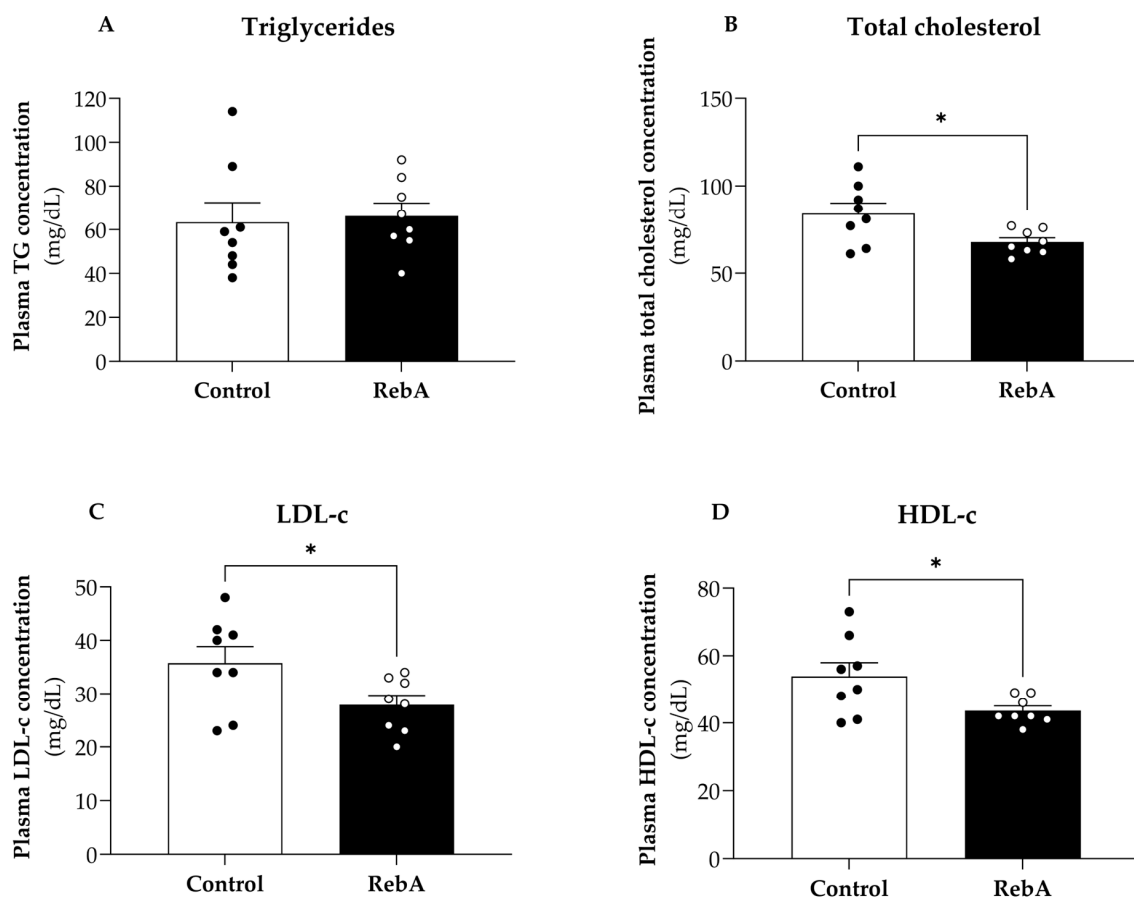 A
Triglycerides
Plasma TG concentration
(mg/dL)
120
100
80
60
40
20
0
Control
RebA
B
Total cholesterol
Plasma total cholesterol concentration
(mg/dL)
150
100
50
0
*
Control
RebA
C
LDL-c
Plasma LDL-c concentration
(mg/dL)
50
40
30
20
10
0
*
Control
RebA
D
HDL-c
Plasma HDL-c concentration
(mg/dL)
80
60
40
20
0
*
Control
RebA